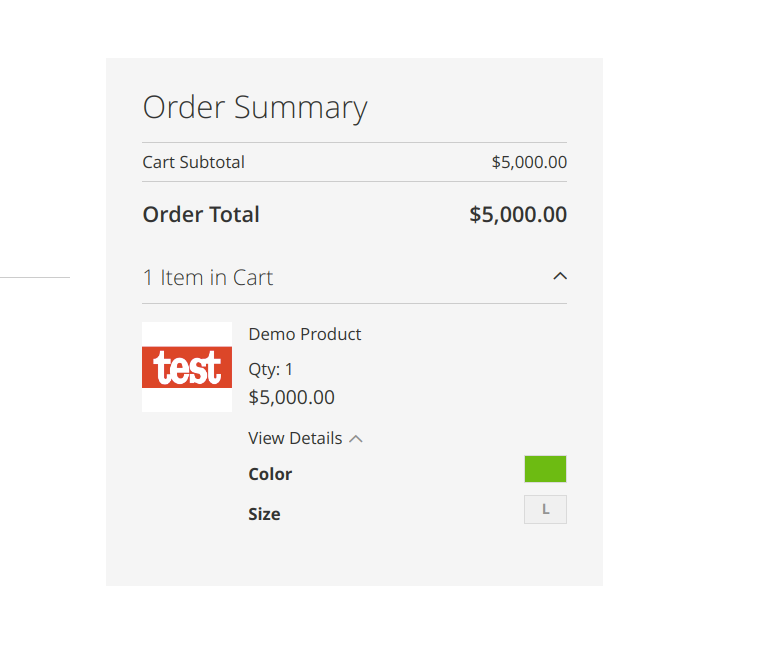 Order Summary
Cart Subtotal $5,000.00
Order Total $5,000.00
1 Item in Cart
test
Demo Product
Qty: 1
$5,000.00
View Details
Color
Size L